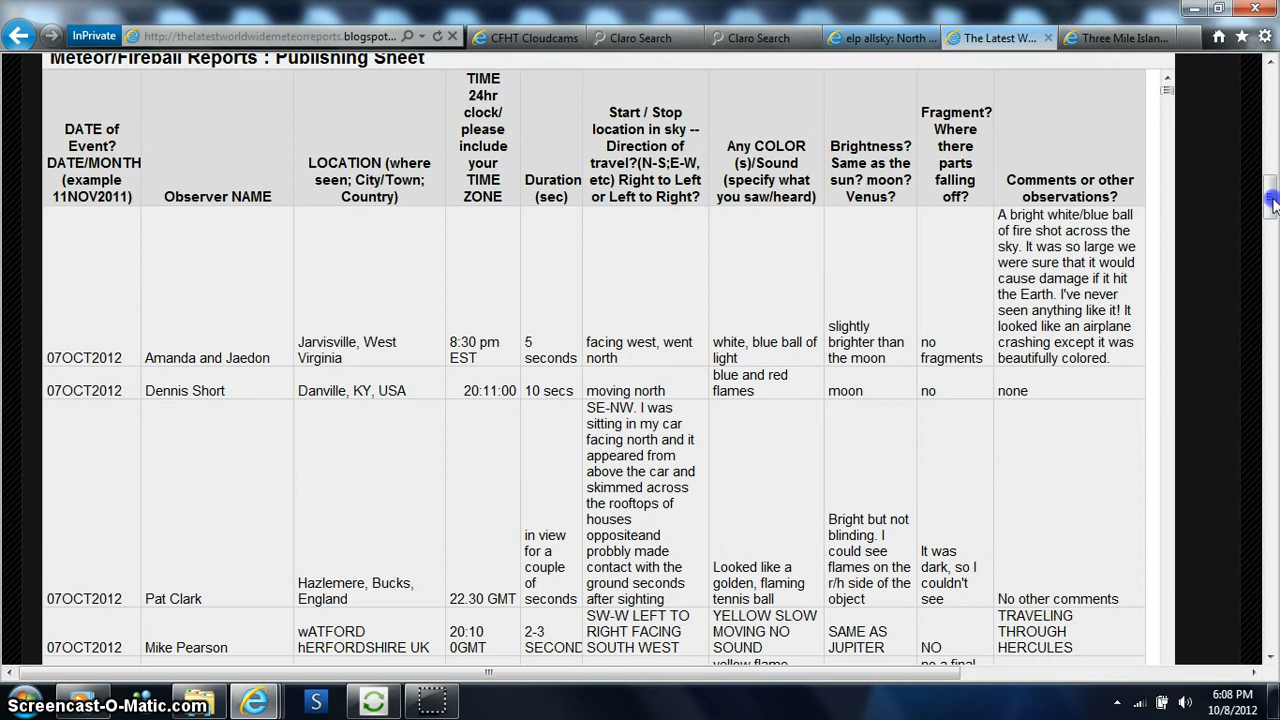 InPrivate
http://thelatestworldwidemeteorreports.blogspot...
CFHT Cloudcams
Claro Search
Claro Search
elp allsky: North ...
The Latest W...
Three Mile Islan...
Meteor/Fireball Reports : Publishing Sheet
DATE of
Event?
DATE/MONTH
(example
11NOV2011)
Observer NAME
LOCATION (where
seen; City/Town;
Country)
TIME
24hr
clock/
please
include
your
TIME
ZONE
Duration
(sec)
Start / Stop
location in sky --
Direction of
travel?(N-S;E-W,
etc) Right to Left
or Left to Right?
Any COLOR
(s)/Sound
(specify what
you saw/heard)
Brightness?
Same as the
sun? moon?
Venus?
Fragment?
Where
there
parts
falling
off?
Comments or other
observations?
07OCT2012
Amanda and Jaedon
Jarvisville, West
Virginia
8:30 pm
EST
5
seconds
facing west, went
north
white, blue ball of
light
slightly
brighter than
the moon
no
fragments
A bright white/blue ball
of fire shot across the
sky. It was so large we
were sure that it would
cause damage if it hit
the Earth. I've never
seen anything like it! It
looked like an airplane
crashing except it was
beautifully colored.
07OCT2012
Dennis Short
Danville, KY, USA
20:11:00
10 secs
moving north
blue and red
flames
moon
no
none
07OCT2012
Pat Clark
Hazlemere, Bucks,
England
22.30 GMT
in view
for a
couple
of
seconds
SE-NW. I was
sitting in my car
facing north and it
appeared from
above the car and
skimmed across
the rooftops of
houses
oppositeand
probbly made
contact with the
ground seconds
after sighting
Looked like a
golden, flaming
tennis ball
Bright but not
blinding. I
could see
flames on the
r/h side of the
object
It was
dark, so I
couldn't
see
No other comments
07OCT2012
Mike Pearson
wATFORD
hERFORDSHIRE UK
20:10
0GMT
2-3
SECOND
SW-W LEFT TO
RIGHT FACING
SOUTH WEST
YELLOW SLOW
MOVING NO
SOUND
SAME AS
JUPITER
NO
TRAVELING
THROUGH
HERCULES
yellow flame
no a final
Screencast-O-Matic.com
6:08 PM
10/8/2012